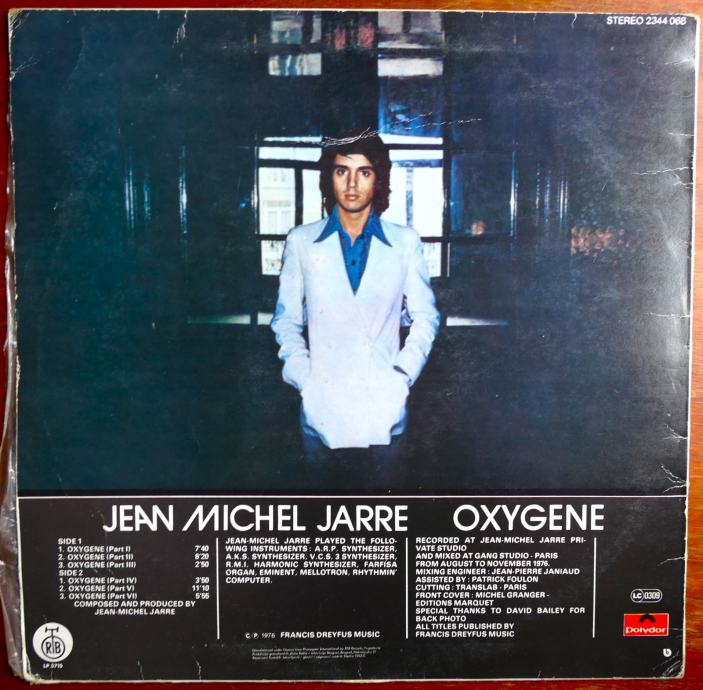 STEREO 2344 068
JEAN MICHEL JARRE OXYGENE
SIDE 1
1. OXYGENE (Part I) 7'40
2. OXYGENE (Part II) 8'20
3. OXYGENE (Part III) 2'50
SIDE 2
1. OXYGENE (Part IV) 3'50
2. OXYGENE (Part V) 11'10
3. OXYGENE (Part VI) 5'55
COMPOSED AND PRODUCED BY
JEAN-MICHEL JARRE
RTB
LP 5715
JEAN-MICHEL JARRE PLAYED THE FOLLO-
WING INSTRUMENTS : A.R.P. SYNTHESIZER,
A.K.S. SYNTHESIZER, V.C.S. 3 SYNTHESIZER,
R.M.I. HARMONIC SYNTHESIZER, FARFISA
ORGAN, EMINENT, MELLOTRON, RHYTHMIN'
COMPUTER.
© ℗ 1976 FRANCIS DREYFUS MUSIC
RECORDED AT JEAN-MICHEL JARRE PRI-
VATE STUDIO
AND MIXED AT GANG STUDIO - PARIS
FROM AUGUST TO NOVEMBER 1976.
MIXING ENGINEER : JEAN-PIERRE JANIAUD
ASSISTED BY : PATRICK FOULON
CUTTING : TRANSLAB - PARIS
FRONT COVER : MICHEL GRANGER -
EDITIONS MARQUET
SPECIAL THANKS TO DAVID BAILEY FOR
BACK PHOTO
ALL TITLES PUBLISHED BY
FRANCIS DREYFUS MUSIC
LC 0309
Polydor